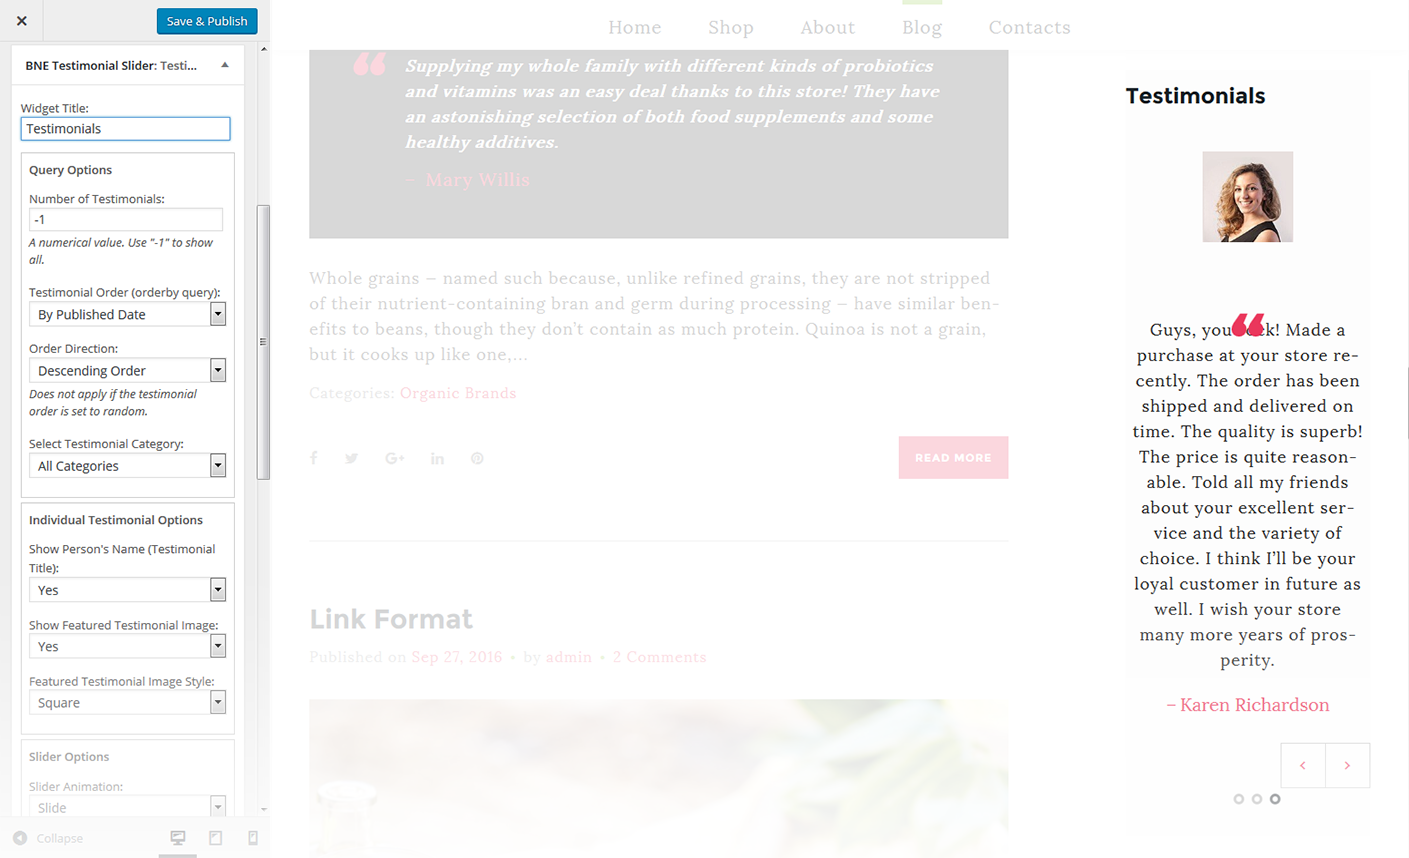 Save & Publish
BNE Testimonial Slider: Testi...
Widget Title:
Testimonials
Query Options
Number of Testimonials:
-1
A numerical value. Use "-1" to show
all.
Testimonial Order (orderby query):
By Published Date
Order Direction:
Descending Order
Does not apply if the testimonial
order is set to random.
Select Testimonial Category:
All Categories
Individual Testimonial Options
Show Person's Name (Testimonial
Title):
Yes
Show Featured Testimonial Image:
Yes
Featured Testimonial Image Style:
Square
Slider Options
Slider Animation:
Slide
Collapse
Home Shop About Blog Contacts
Supplying my whole family with different kinds of probiotics
and vitamins was an easy deal thanks to this store! They have
an astonishing selection of both food supplements and some
healthy additives.
– Mary Willis
Whole grains – named such because, unlike refined grains, they are not stripped
of their nutrient-containing bran and germ during processing – have similar ben-
efits to beans, though they don’t contain as much protein. Quinoa is not a grain,
but it cooks up like one,…
Categories: Organic Brands
READ MORE
Link Format
Published on Sep 27, 2016 • by admin • 2 Comments
Testimonials
Guys, you rock! Made a
purchase at your store re-
cently. The order has been
shipped and delivered on
time. The quality is superb!
The price is quite reason-
able. Told all my friends
about your excellent ser-
vice and the variety of
choice. I think I’ll be your
loyal customer in future as
well. I wish your store
many more years of pros-
perity.
– Karen Richardson